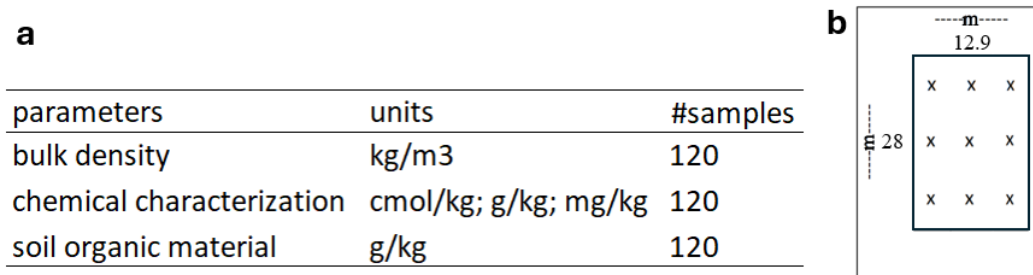 a
parameters units #samples
bulk density kg/m3 120
chemical characterization cmol/kg; g/kg; mg/kg 120
soil organic material g/kg 120
b
-----m-----
12.9
-----m-----
28
x x x
x x x
x x x